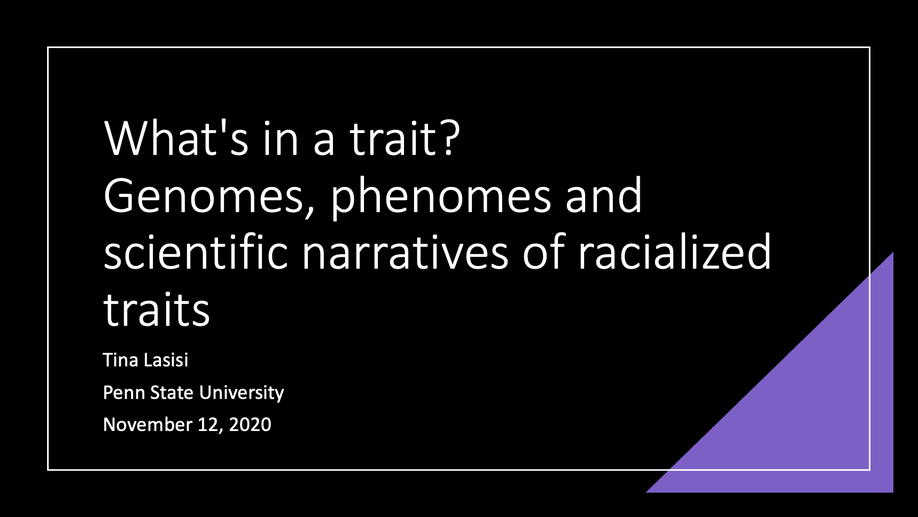 What's in a trait?
Genomes, phenomes and
scientific narratives of racialized
traits
Tina Lasisi
Penn State University
November 12, 2020